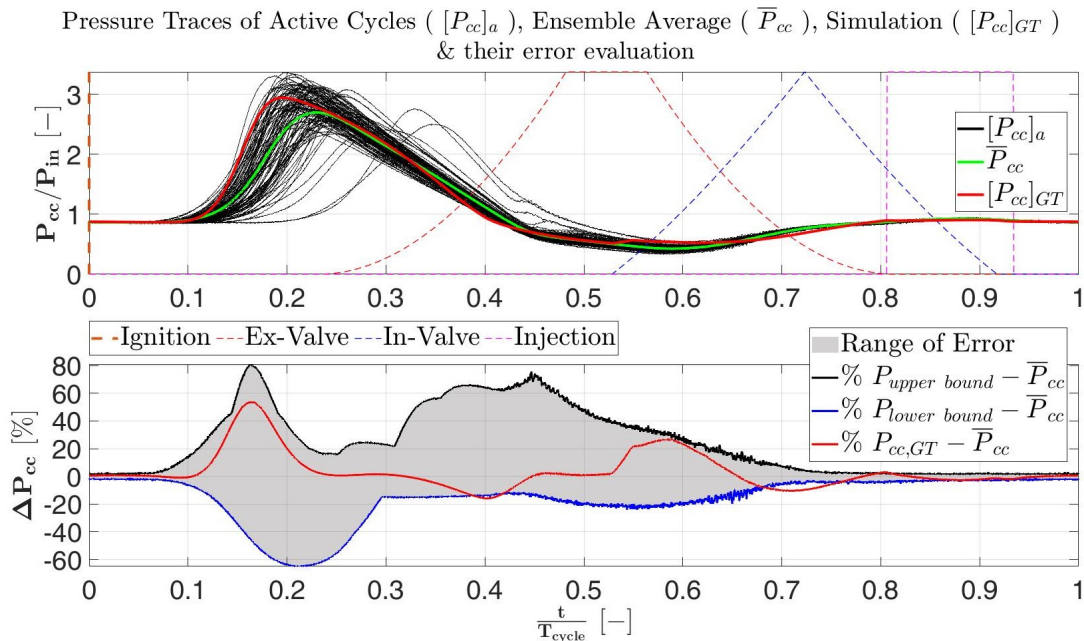 Pressure Traces of Active Cycles ( [P_cc]_a ), Ensemble Average ( P̅_cc ), Simulation ( [P_cc]_GT )
& their error evaluation
P_cc/P_in [−]
3
2
1
0
[P_cc]_a
P̅_cc
[P_cc]_GT
0 0.1 0.2 0.3 0.4 0.5 0.6 0.7 0.8 0.9 1
Ignition Ex-Valve In-Valve Injection
ΔP_cc [%]
80
60
40
20
0
-20
-40
-60
Range of Error
% P_upper bound − P̅_cc
% P_lower bound − P̅_cc
% P_cc,GT − P̅_cc
0 0.1 0.2 0.3 0.4 0.5 0.6 0.7 0.8 0.9 1
t/T_cycle [−]